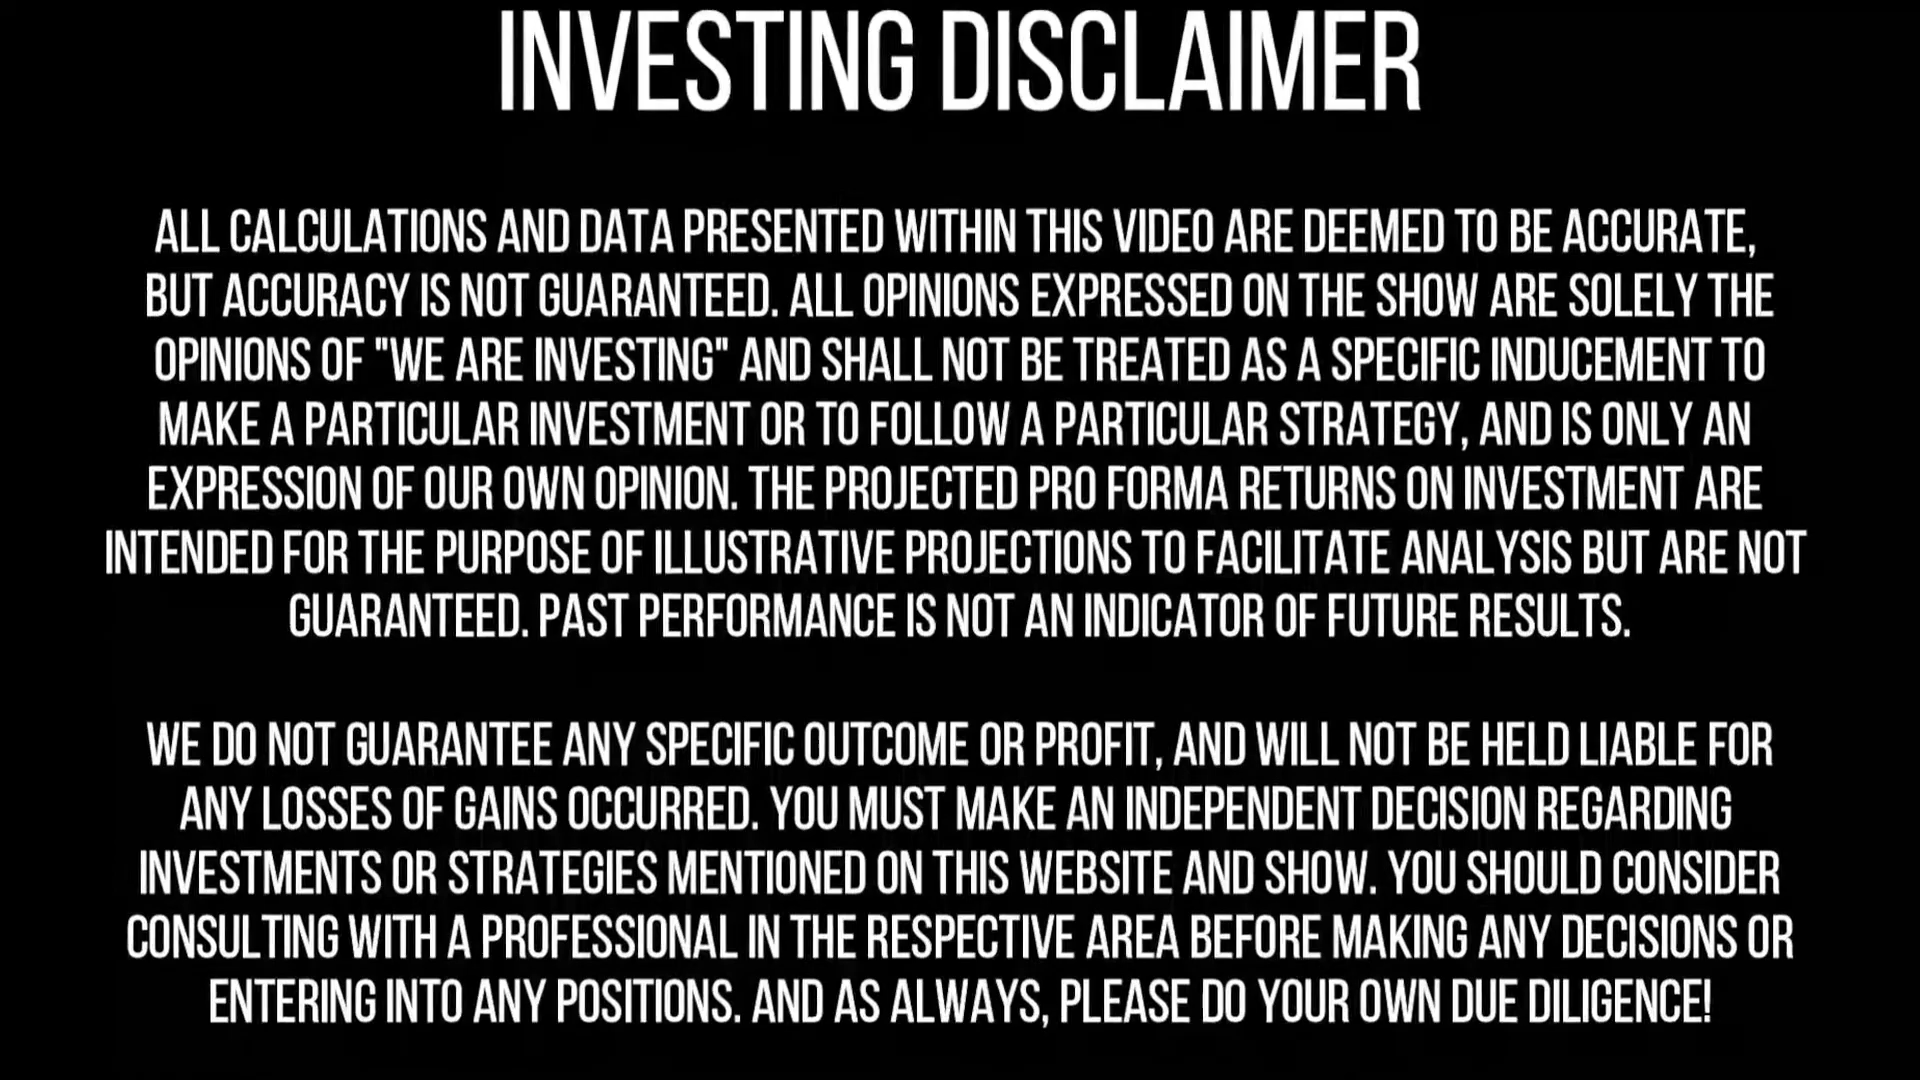 INVESTING DISCLAIMER
ALL CALCULATIONS AND DATA PRESENTED WITHIN THIS VIDEO ARE DEEMED TO BE ACCURATE,
BUT ACCURACY IS NOT GUARANTEED. ALL OPINIONS EXPRESSED ON THE SHOW ARE SOLELY THE
OPINIONS OF "WE ARE INVESTING" AND SHALL NOT BE TREATED AS A SPECIFIC INDUCEMENT TO
MAKE A PARTICULAR INVESTMENT OR TO FOLLOW A PARTICULAR STRATEGY, AND IS ONLY AN
EXPRESSION OF OUR OWN OPINION. THE PROJECTED PRO FORMA RETURNS ON INVESTMENT ARE
INTENDED FOR THE PURPOSE OF ILLUSTRATIVE PROJECTIONS TO FACILITATE ANALYSIS BUT ARE NOT
GUARANTEED. PAST PERFORMANCE IS NOT AN INDICATOR OF FUTURE RESULTS.
WE DO NOT GUARANTEE ANY SPECIFIC OUTCOME OR PROFIT, AND WILL NOT BE HELD LIABLE FOR
ANY LOSSES OF GAINS OCCURRED. YOU MUST MAKE AN INDEPENDENT DECISION REGARDING
INVESTMENTS OR STRATEGIES MENTIONED ON THIS WEBSITE AND SHOW. YOU SHOULD CONSIDER
CONSULTING WITH A PROFESSIONAL IN THE RESPECTIVE AREA BEFORE MAKING ANY DECISIONS OR
ENTERING INTO ANY POSITIONS. AND AS ALWAYS, PLEASE DO YOUR OWN DUE DILIGENCE!